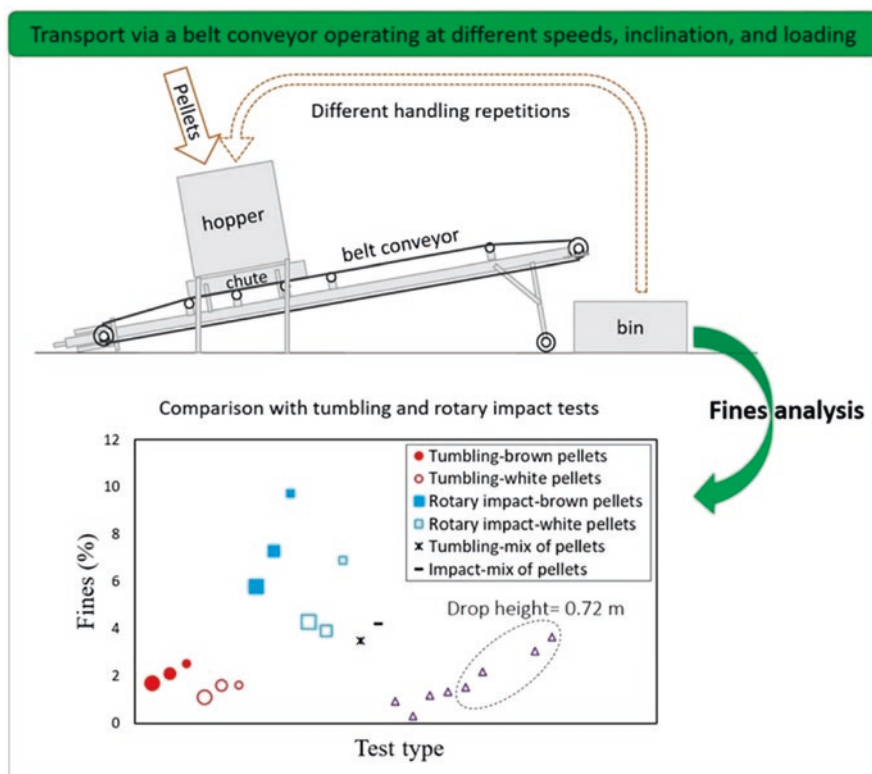 Transport via a belt conveyor operating at different speeds, inclination, and loading
Pellets
Different handling repetitions
hopper
belt conveyor
chute
bin
Comparison with tumbling and rotary impact tests
Fines analysis
12
10
8
6
4
2
0
Fines (%)
Tumbling-brown pellets
Tumbling-white pellets
Rotary impact-brown pellets
Rotary impact-white pellets
Tumbling-mix of pellets
Impact-mix of pellets
Drop height= 0.72 m
Test type